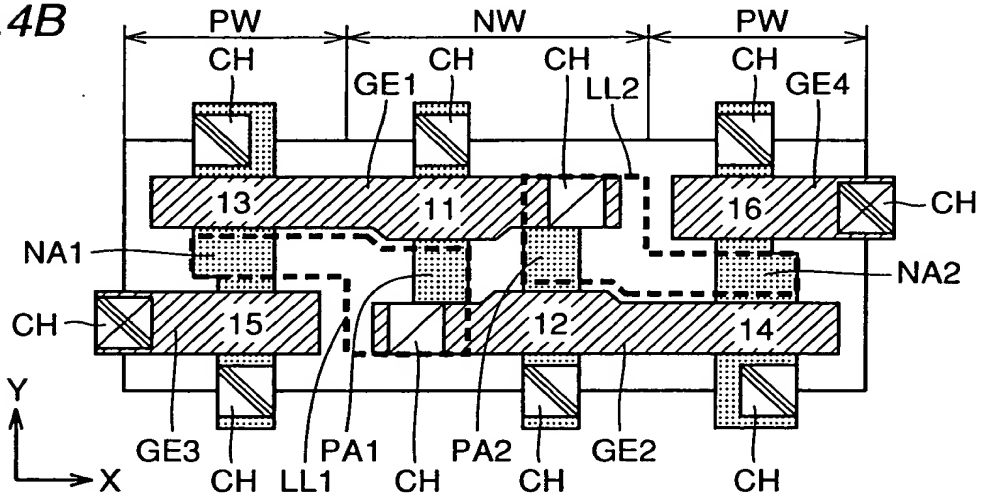 .4B
PW NW PW
CH CH CH CH
GE1 LL2 GE4
13 11 16
CH
NA1 NA2
CH 15 12 14
Y
X
GE3 CH LL1 PA1 CH PA2 CH GE2 CH